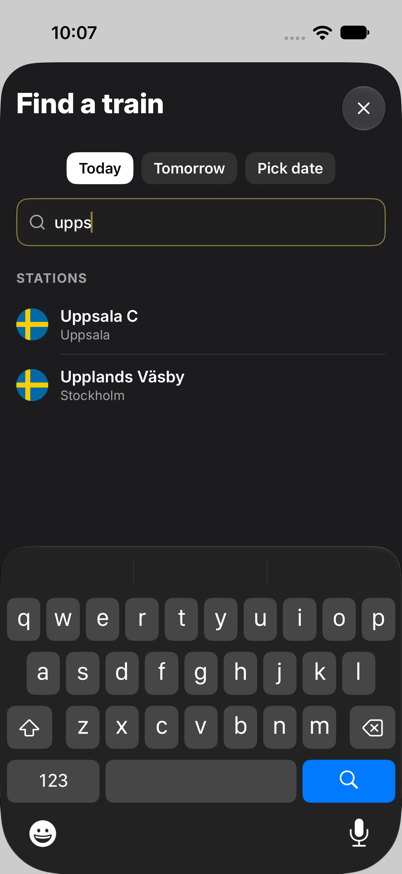 10:07
Find a train
Today Tomorrow Pick date
upps
STATIONS
Uppsala C
Uppsala
Upplands Väsby
Stockholm
q w e r t y u i o p
a s d f g h j k l
z x c v b n m
123